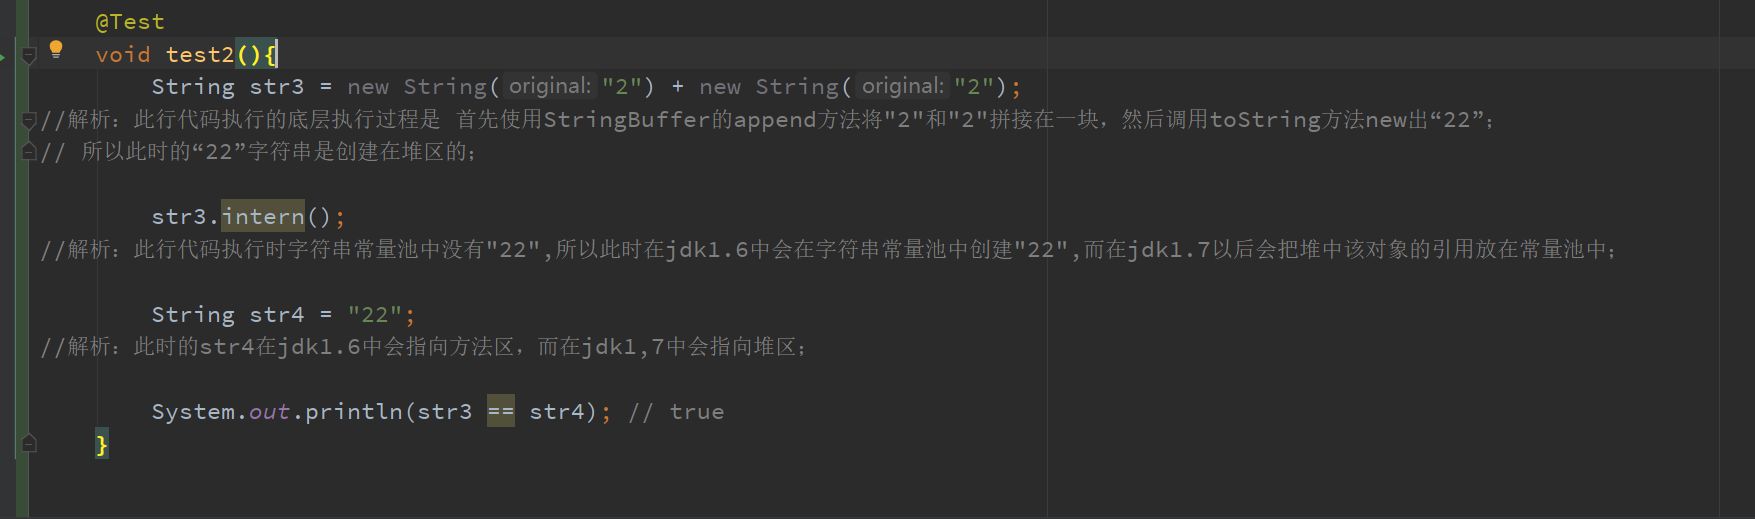 @Test
void test2(){
String str3 = new String( original: "2") + new String( original: "2");
//解析：此行代码执行的底层执行过程是 首先使用StringBuffer的append方法将"2"和"2"拼接在一块，然后调用toString方法new出“22”；
// 所以此时的“22”字符串是创建在堆区的；
str3.intern();
//解析：此行代码执行时字符串常量池中没有"22",所以此时在jdk1.6中会在字符串常量池中创建"22",而在jdk1.7以后会把堆中该对象的引用放在常量池中；
String str4 = "22";
//解析：此时的str4在jdk1.6中会指向方法区，而在jdk1,7中会指向堆区；
System.out.println(str3 == str4); // true
}